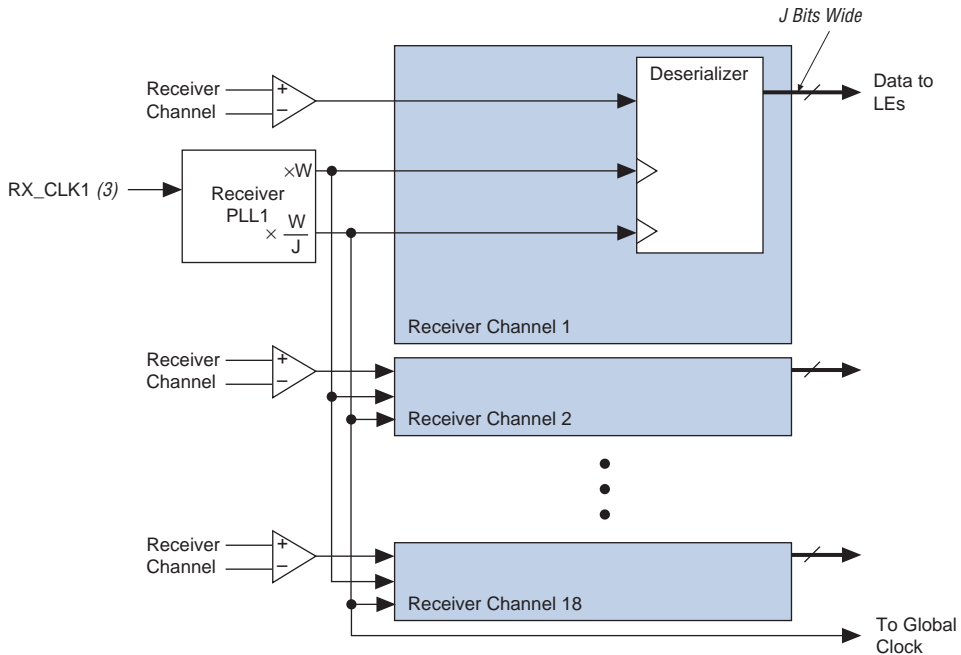 J Bits Wide
Receiver
Channel
+
−
Deserializer
Data to
LEs
RX_CLK1 (3)
×W
Receiver
PLL1
× W
J
Receiver Channel 1
Receiver
Channel
+
−
Receiver Channel 2
Receiver
Channel
+
−
Receiver Channel 18
To Global
Clock